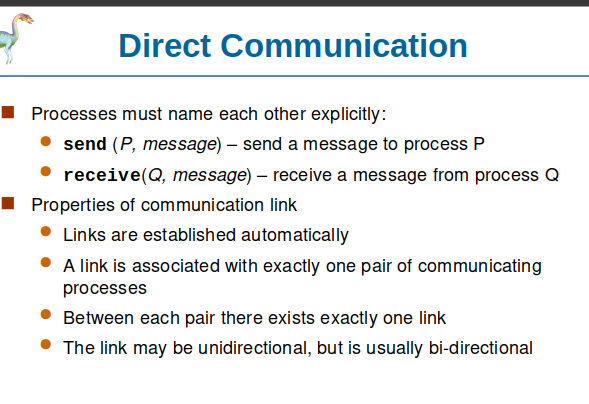 Direct Communication
Processes must name each other explicitly:
send (P, message) – send a message to process P
receive(Q, message) – receive a message from process Q
Properties of communication link
Links are established automatically
A link is associated with exactly one pair of communicating
processes
Between each pair there exists exactly one link
The link may be unidirectional, but is usually bi-directional